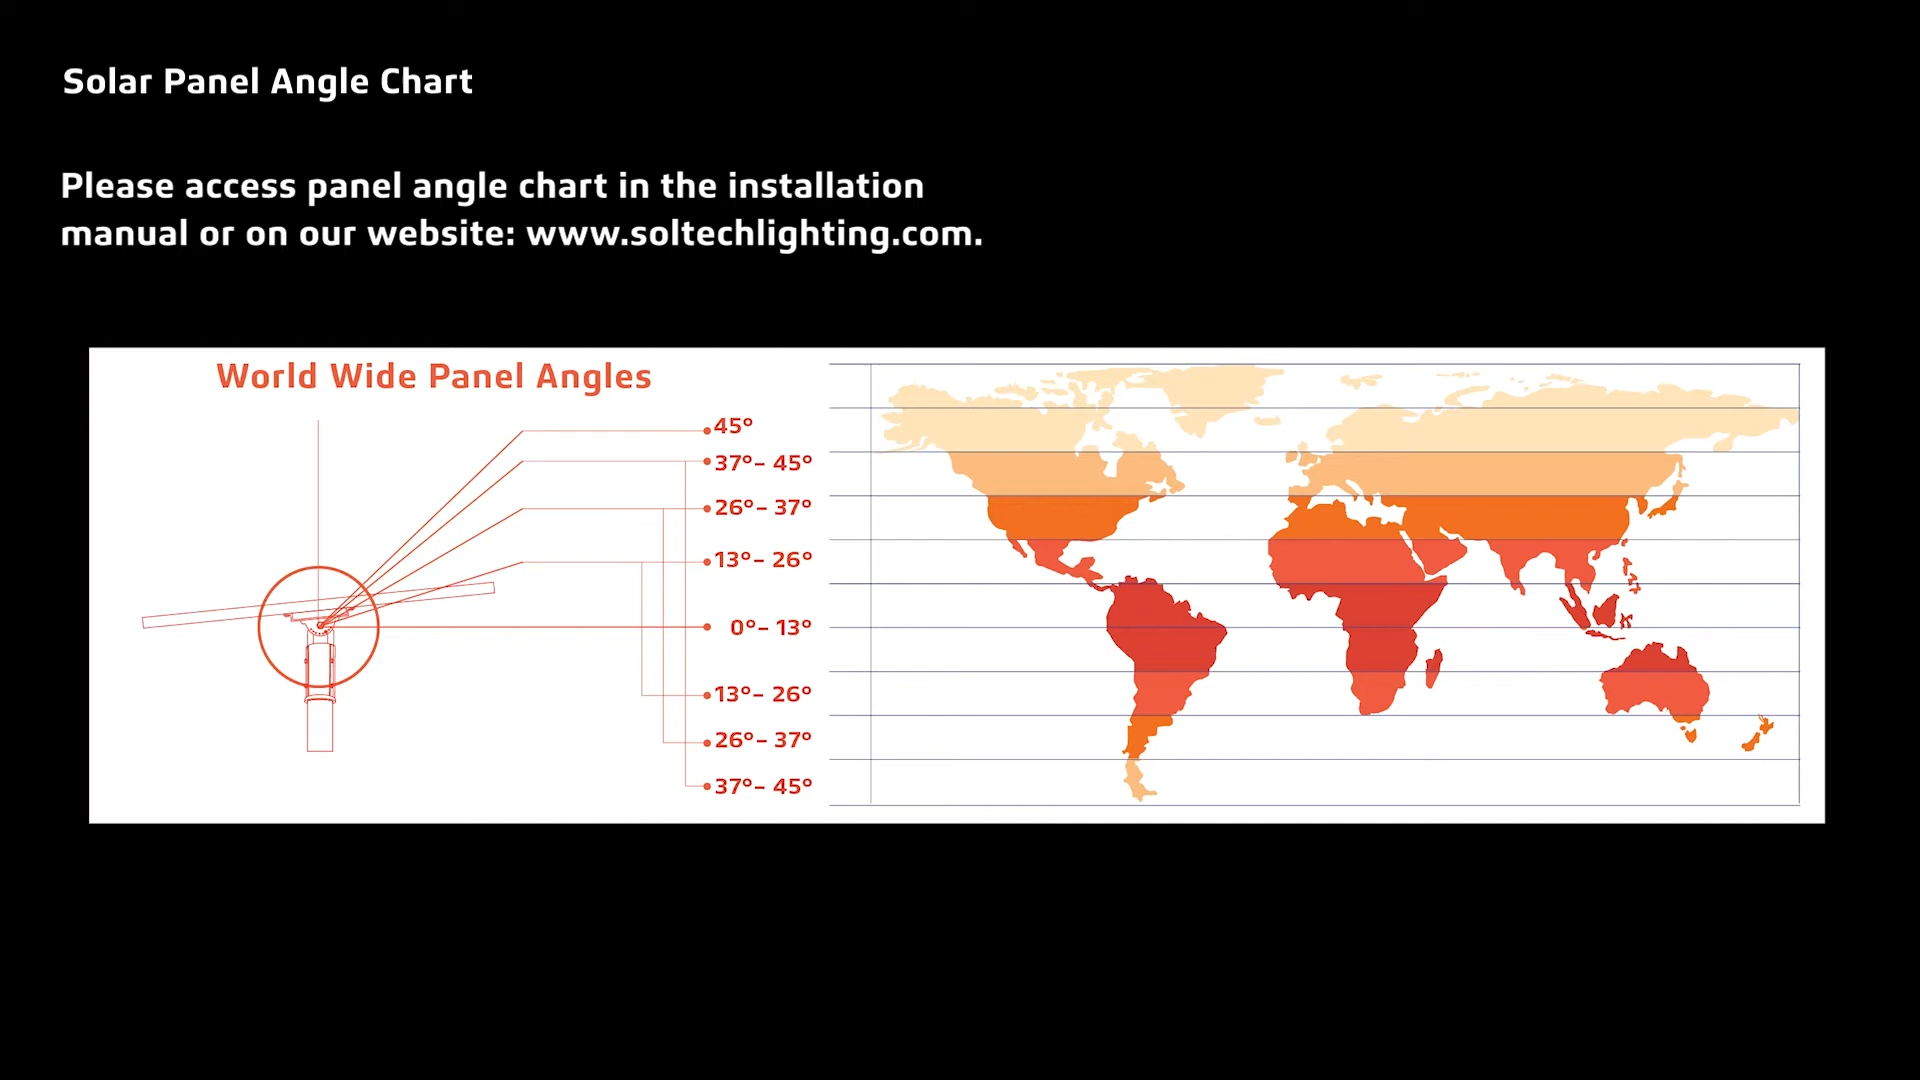 Solar Panel Angle Chart
Please access panel angle chart in the installation
manual or on our website: www.soltechlighting.com.
World Wide Panel Angles
45°
37°– 45°
26°– 37°
13°– 26°
0°– 13°
13°– 26°
26°– 37°
37°– 45°